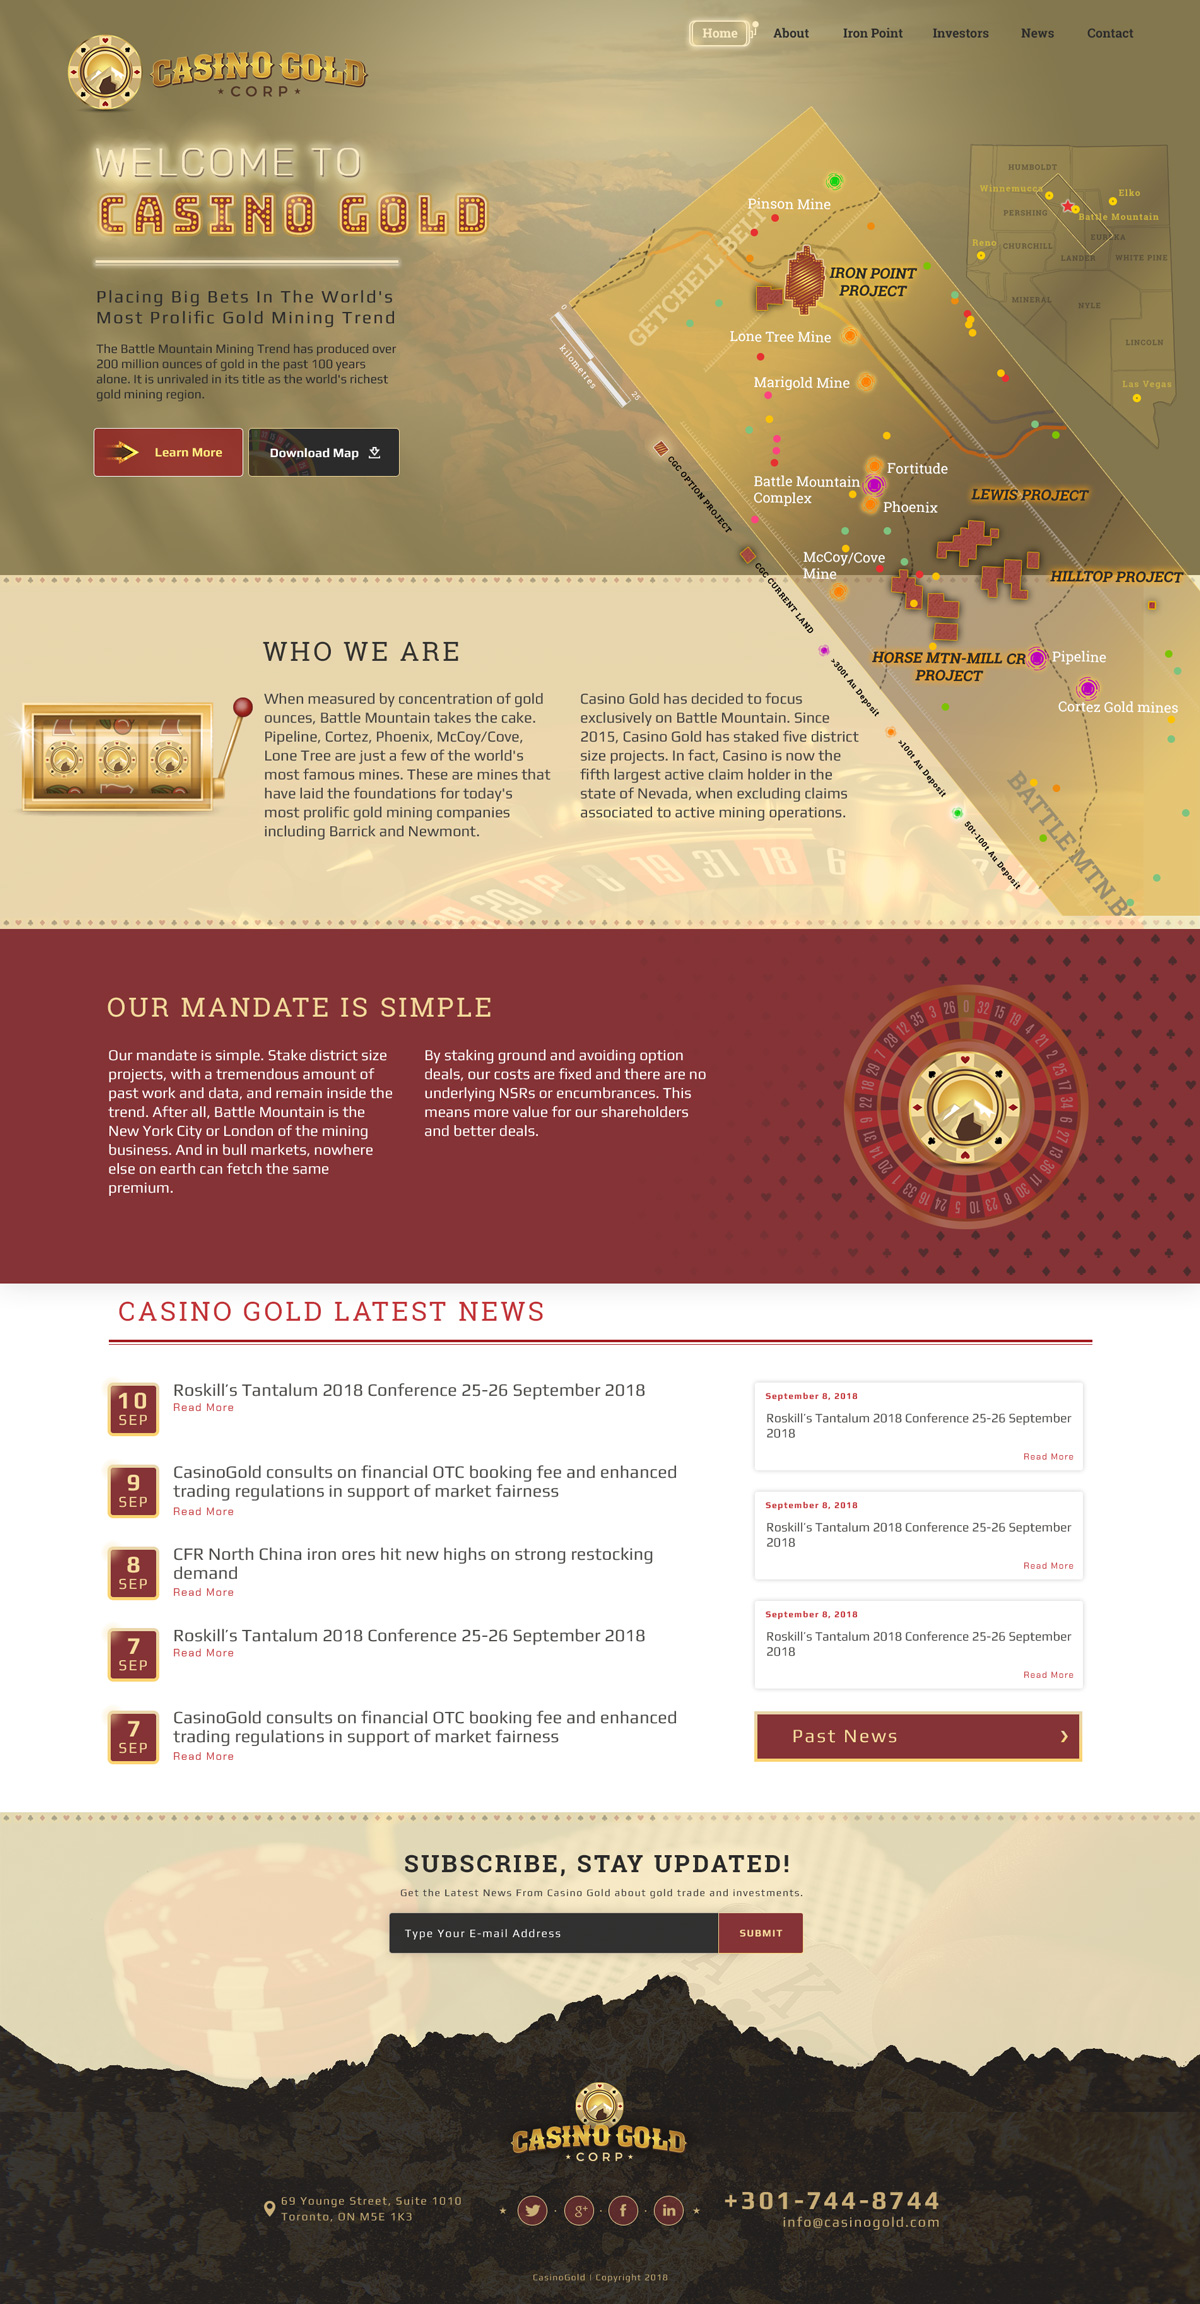 Home
About
Iron Point
Investors
News
Contact
CASINO GOLD
CORP
WELCOME TO
CASINO GOLD
Placing Big Bets In The World's
Most Prolific Gold Mining Trend
The Battle Mountain Mining Trend has produced over
200 million ounces of gold in the past 100 years
alone. It is unrivaled in its title as the world's richest
gold mining region.
Learn More
Download Map
Pinson Mine
GETCHELL BELT
IRON POINT
PROJECT
Lone Tree Mine
Marigold Mine
Fortitude
Battle Mountain
Complex
Phoenix
LEWIS PROJECT
McCoy/Cove
Mine
HILLTOP PROJECT
HORSE MTN-MILL CR
PROJECT
Pipeline
Cortez Gold mines
0
kilometres
25
CGC OPTION PROJECT
CGC CURRENT LAND
>300t Au Deposit
>100t Au Deposit
50t-100t Au Deposit
HUMBOLDT
Winnemucca
Elko
PERSHING
Battle Mountain
EUREKA
Reno
CHURCHILL
LANDER
WHITE PINE
MINERAL
NYLE
LINCOLN
Las Vegas
WHO WE ARE
When measured by concentration of gold
ounces, Battle Mountain takes the cake.
Pipeline, Cortez, Phoenix, McCoy/Cove,
Lone Tree are just a few of the world's
most famous mines. These are mines that
have laid the foundations for today's
most prolific gold mining companies
including Barrick and Newmont.
Casino Gold has decided to focus
exclusively on Battle Mountain. Since
2015, Casino Gold has staked five district
size projects. In fact, Casino is now the
fifth largest active claim holder in the
state of Nevada, when excluding claims
associated to active mining operations.
OUR MANDATE IS SIMPLE
Our mandate is simple. Stake district size
projects, with a tremendous amount of
past work and data, and remain inside the
trend. After all, Battle Mountain is the
New York City or London of the mining
business. And in bull markets, nowhere
else on earth can fetch the same
premium.
By staking ground and avoiding option
deals, our costs are fixed and there are no
underlying NSRs or encumbrances. This
means more value for our shareholders
and better deals.
CASINO GOLD LATEST NEWS
10
SEP
Roskill's Tantalum 2018 Conference 25-26 September 2018
Read More
9
SEP
CasinoGold consults on financial OTC booking fee and enhanced
trading regulations in support of market fairness
Read More
8
SEP
CFR North China iron ores hit new highs on strong restocking
demand
Read More
7
SEP
Roskill's Tantalum 2018 Conference 25-26 September 2018
Read More
7
SEP
CasinoGold consults on financial OTC booking fee and enhanced
trading regulations in support of market fairness
Read More
September 8, 2018
Roskill's Tantalum 2018 Conference 25-26 September
2018
Read More
September 8, 2018
Roskill's Tantalum 2018 Conference 25-26 September
2018
Read More
September 8, 2018
Roskill's Tantalum 2018 Conference 25-26 September
2018
Read More
Past News
SUBSCRIBE, STAY UPDATED!
Get the Latest News From Casino Gold about gold trade and investments.
Type Your E-mail Address
SUBMIT
CASINO GOLD
CORP
69 Younge Street, Suite 1010
Toronto, ON M5E 1K3
+301-744-8744
info@casinogold.com
CasinoGold | Copyright 2018